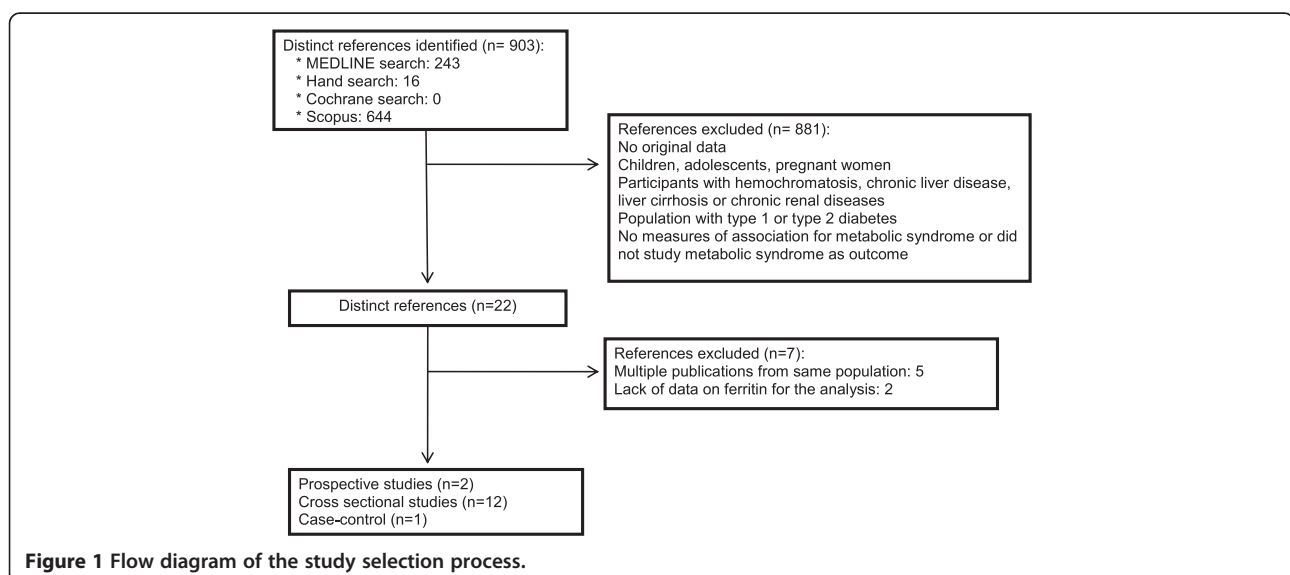 Distinct references identified (n= 903):
* MEDLINE search: 243
* Hand search: 16
* Cochrane search: 0
* Scopus: 644
References excluded (n= 881):
No original data
Children, adolescents, pregnant women
Participants with hemochromatosis, chronic liver disease,
liver cirrhosis or chronic renal diseases
Population with type 1 or type 2 diabetes
No measures of association for metabolic syndrome or did
not study metabolic syndrome as outcome
Distinct references (n=22)
References excluded (n=7):
Multiple publications from same population: 5
Lack of data on ferritin for the analysis: 2
Prospective studies (n=2)
Cross sectional studies (n=12)
Case-control (n=1)
Figure 1 Flow diagram of the study selection process.